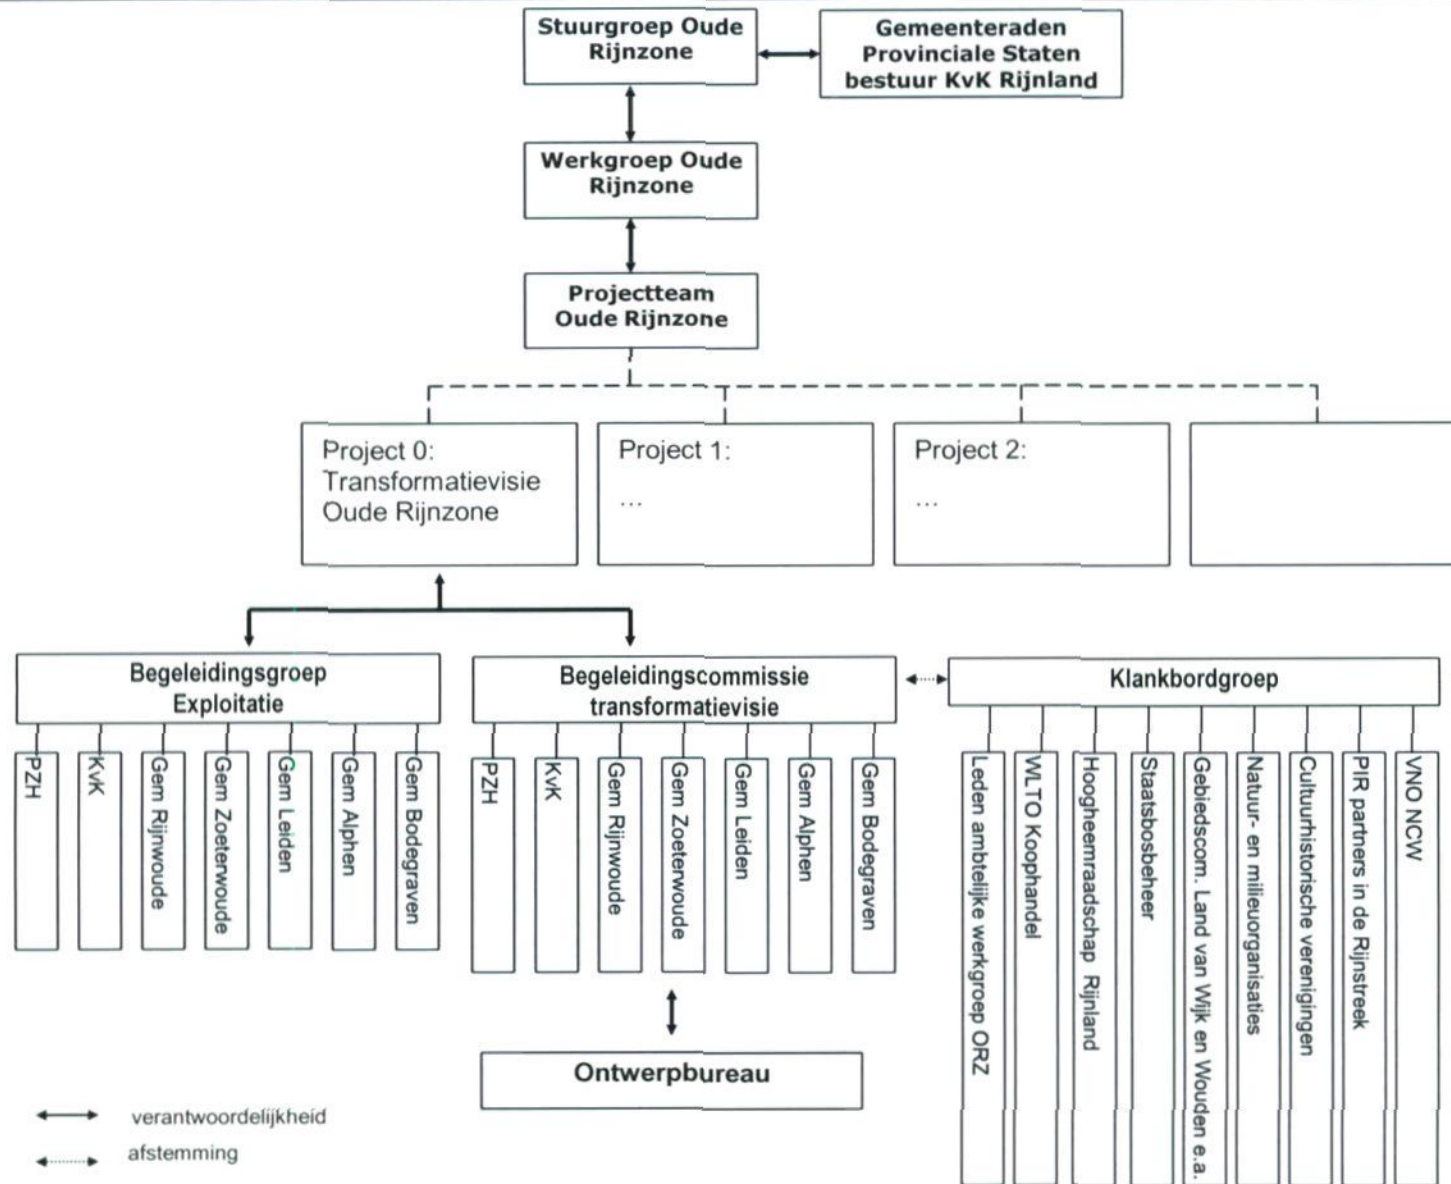 Stuurgroep Oude
Rijnzone
Gemeenteraden
Provinciale Staten
bestuur KvK Rijnland
Werkgroep Oude
Rijnzone
Projectteam
Oude Rijnzone
Project 0:
Transformatievisie
Oude Rijnzone
Project 1:
...
Project 2:
...
Begeleidingsgroep
Exploitatie
Begeleidingscommissie
transformatievisie
Klankbordgroep
PZH
KvK
Gem Rijnwoude
Gem Zoeterwoude
Gem Leiden
Gem Alphen
Gem Bodegraven
PZH
KvK
Gem Rijnwoude
Gem Zoeterwoude
Gem Leiden
Gem Alphen
Gem Bodegraven
Leden ambtelijke werkgroep ORZ
WLTO Koophandel
Hoogheemraadschap Rijnland
Staatsbosbeheer
Gebiedscom. Land van Wijk en Wouden e.a.
Natuur- en milieuorganisaties
Cultuurhistorische verenigingen
PIR partners in de Rijnstreek
VNO NCW
Ontwerpbureau
verantwoordelijkheid
afstemming